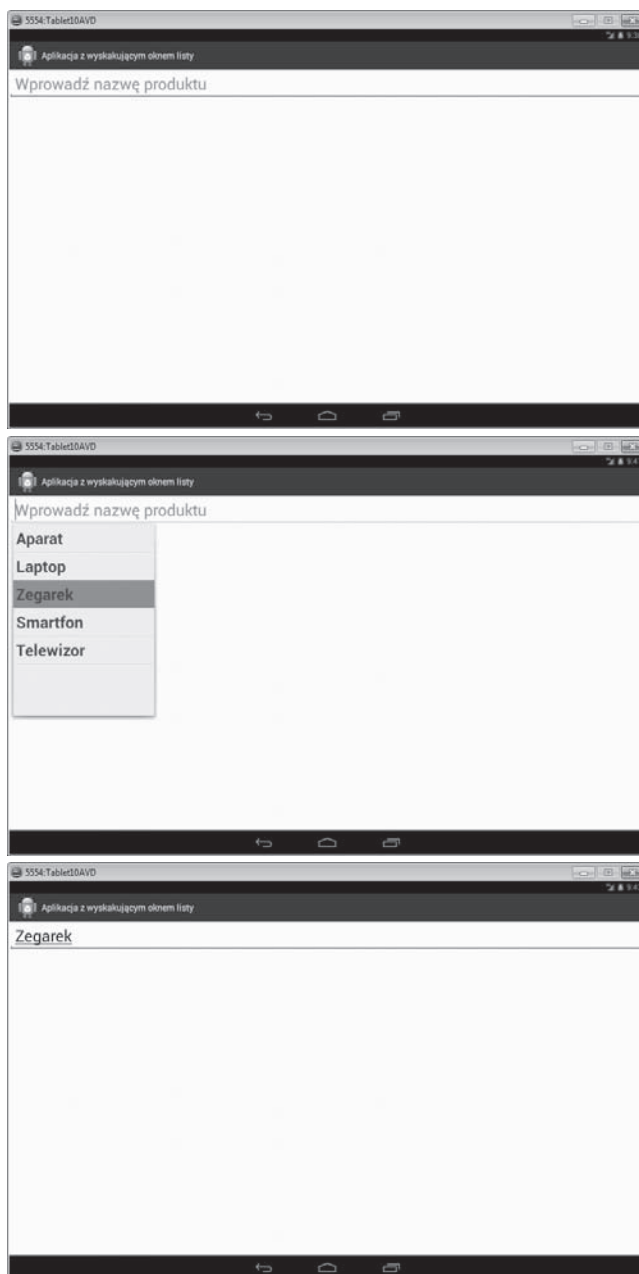 5554:Tablet10AVD
Aplikacja z wyskakującym oknem listy
Wprowadź nazwę produktu
5554:Tablet10AVD
Aplikacja z wyskakującym oknem listy
Wprowadź nazwę produktu
Aparat
Laptop
Zegarek
Smartfon
Telewizor
5554:Tablet10AVD
Aplikacja z wyskakującym oknem listy
Zegarek